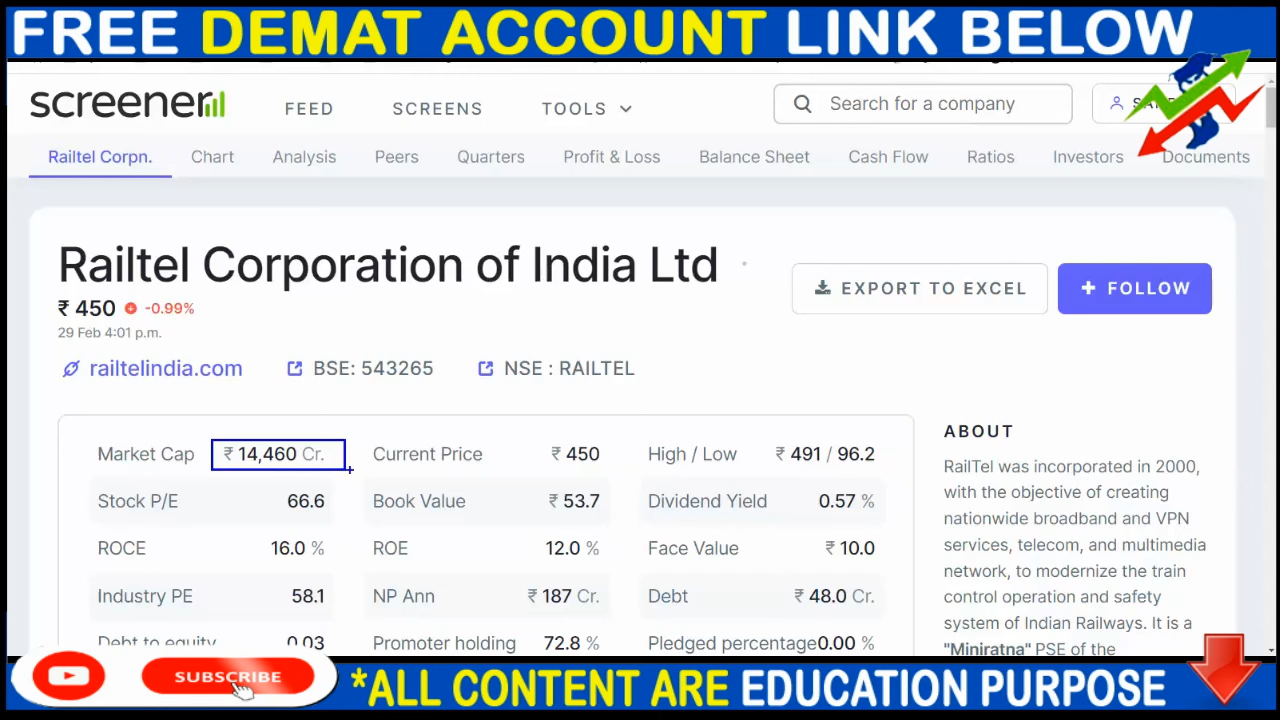 FREE DEMAT ACCOUNT LINK BELOW
screener
FEED SCREENS TOOLS
Search for a company
Railtel Corpn. Chart Analysis Peers Quarters Profit & Loss Balance Sheet Cash Flow Ratios Investors Documents
Railtel Corporation of India Ltd
EXPORT TO EXCEL
FOLLOW
₹ 450 -0.99%
29 Feb 4:01 p.m.
railtelindia.com BSE: 543265 NSE : RAILTEL
Market Cap ₹ 14,460 Cr. Current Price ₹ 450 High / Low ₹ 491 / 96.2
Stock P/E 66.6 Book Value ₹ 53.7 Dividend Yield 0.57 %
ROCE 16.0 % ROE 12.0 % Face Value ₹ 10.0
Industry PE 58.1 NP Ann ₹ 187 Cr. Debt ₹ 48.0 Cr.
Debt to equity 0.03 Promoter holding 72.8 % Pledged percentage 0.00 %
ABOUT
RailTel was incorporated in 2000,
with the objective of creating
nationwide broadband and VPN
services, telecom, and multimedia
network, to modernize the train
control operation and safety
system of Indian Railways. It is a
"Miniratna" PSE of the
SUBSCRIBE
*ALL CONTENT ARE EDUCATION PURPOSE